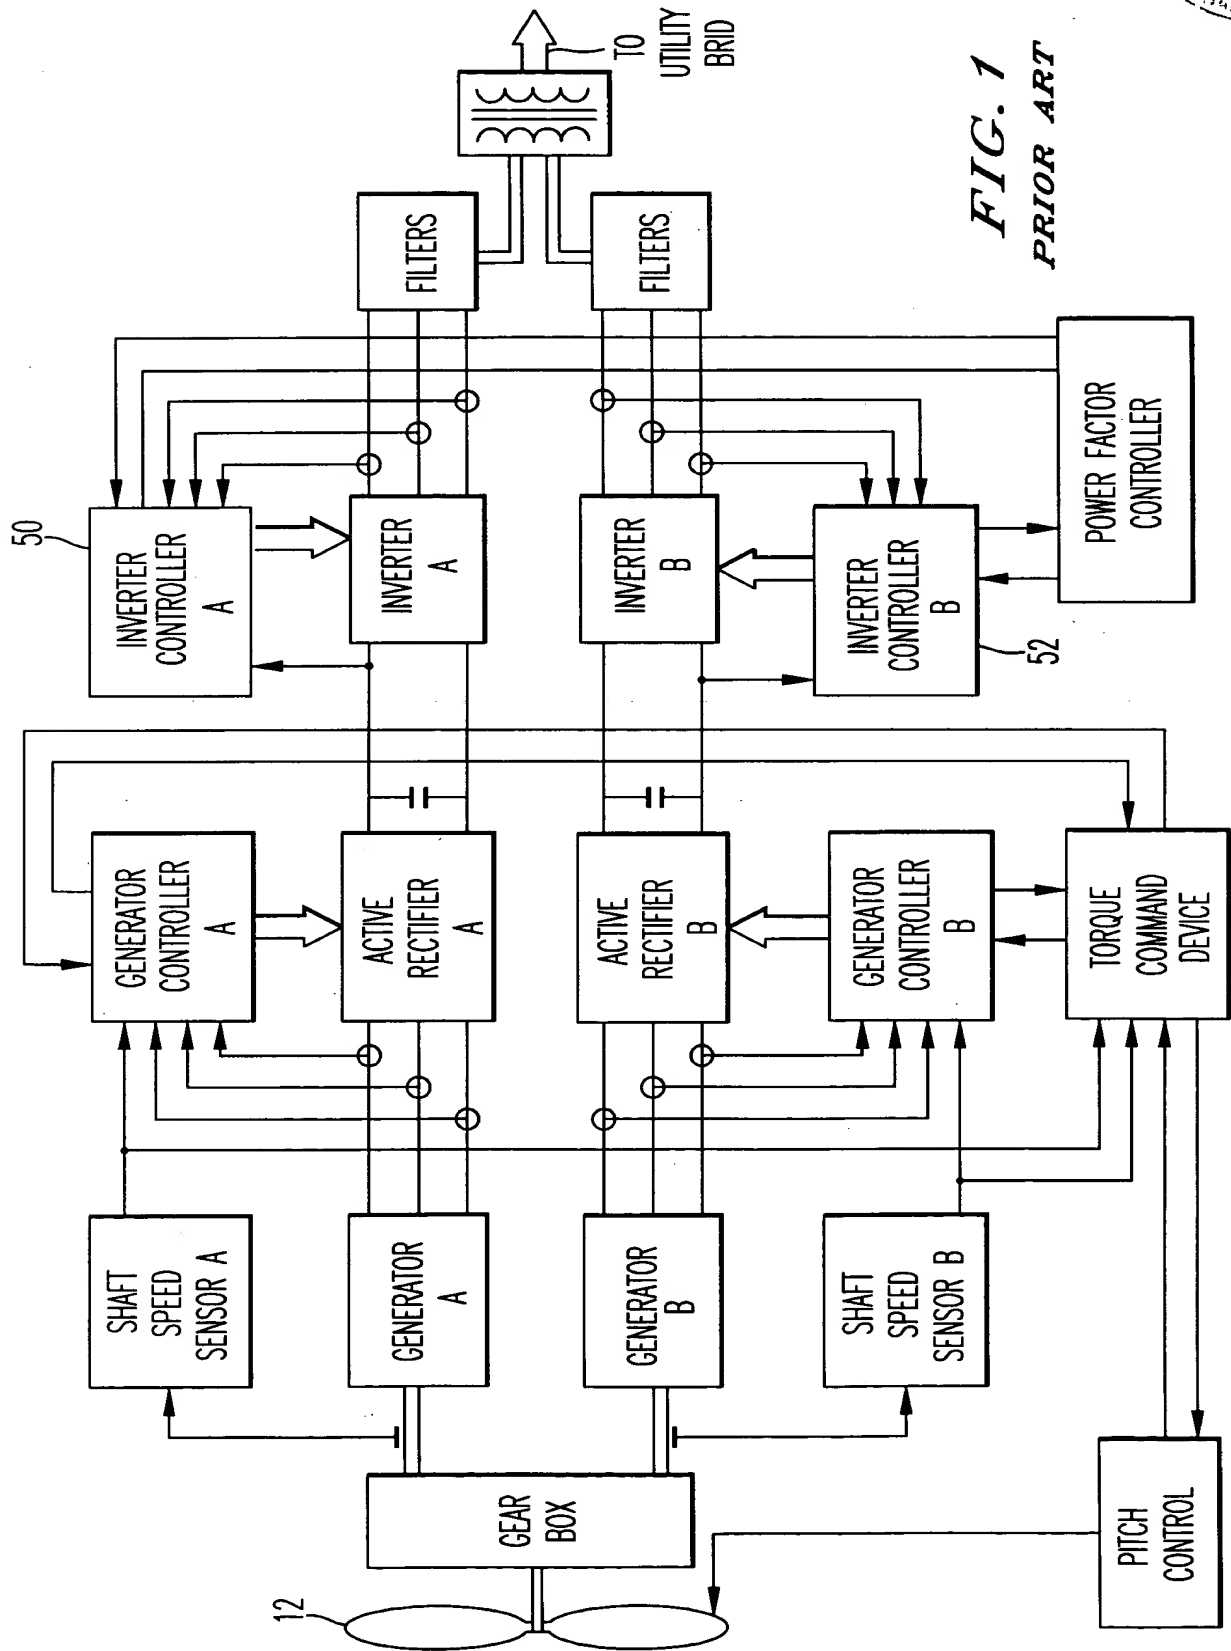 12
GEAR
BOX
PITCH
CONTROL
SHAFT
SPEED
SENSOR A
GENERATOR
A
GENERATOR
B
SHAFT
SPEED
SENSOR B
GENERATOR
CONTROLLER
A
ACTIVE
RECTIFIER
A
ACTIVE
RECTIFIER
B
GENERATOR
CONTROLLER
B
TORQUE
COMMAND
DEVICE
50
INVERTER
CONTROLLER
A
INVERTER
A
INVERTER
B
INVERTER
CONTROLLER
B
52
POWER FACTOR
CONTROLLER
FILTERS
FILTERS
TO
UTILITY
BRID
FIG. 1
PRIOR ART